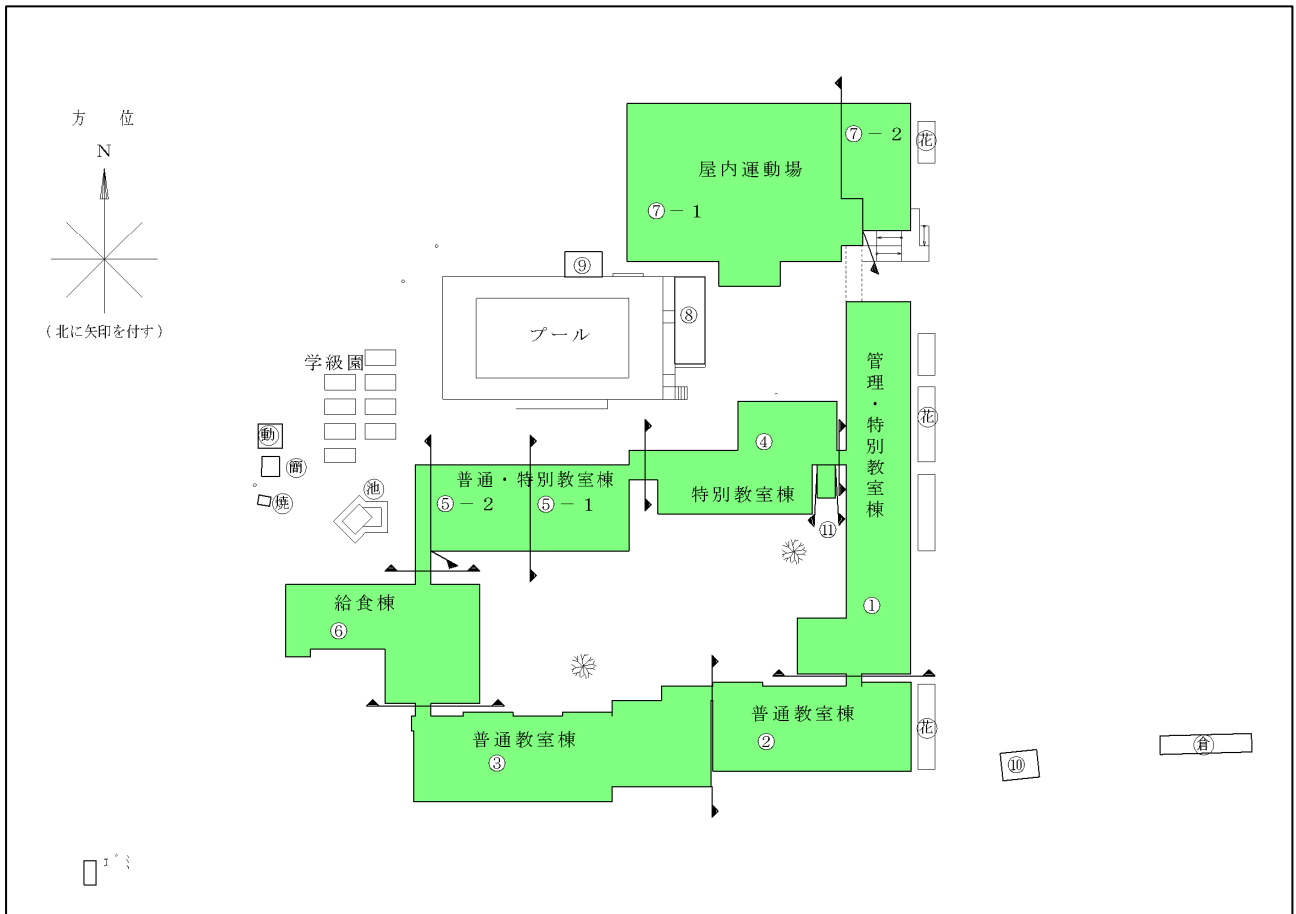 方 位
N
(北に矢印を付す)
⑦-2
花
屋内運動場
⑦-1
⑨
⑧
プール
学級園
管理・特別教室棟
花
④
動
簡
焼
池
普通・特別教室棟
⑤-2
⑤-1
特別教室棟
⑪
①
給食棟
⑥
普通教室棟
②
花
普通教室棟
③
⑩
倉
ゴミ